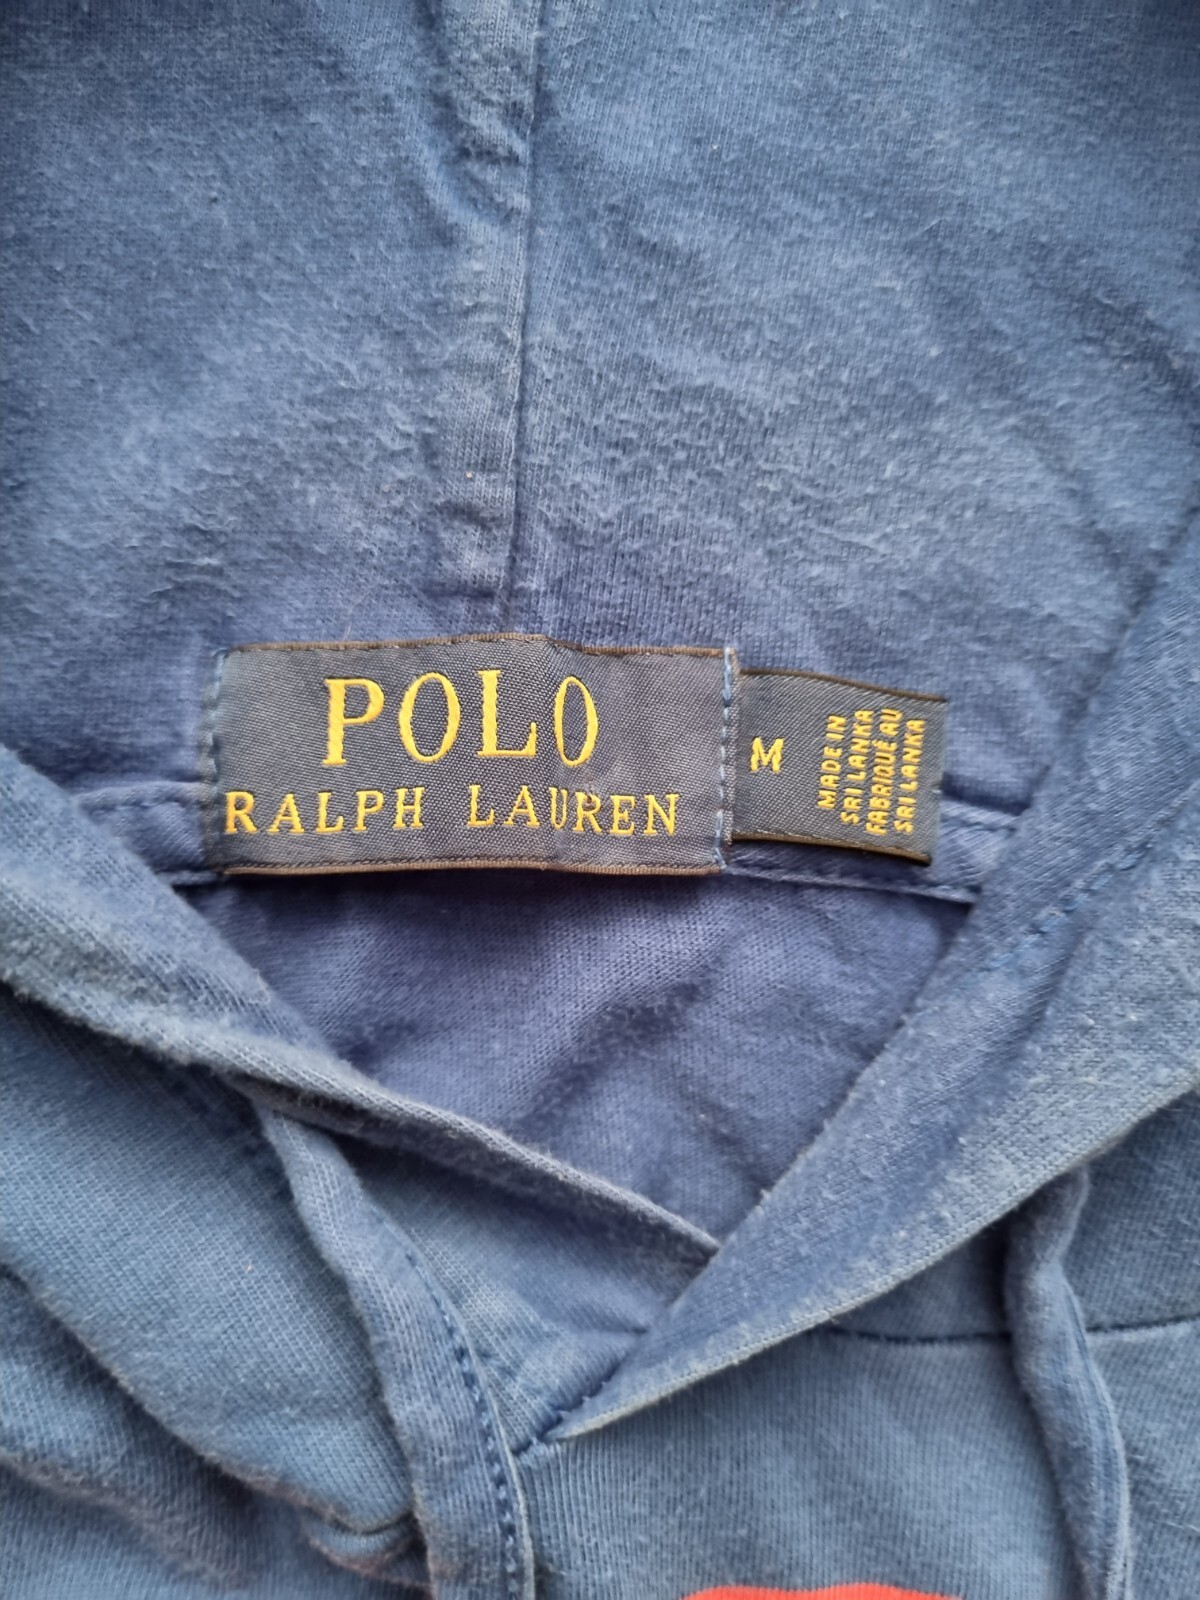 POLO
RALPH LAUREN
M
MADE IN
SRI LANKA
FABRIQUÉ AU
SRI LANKA